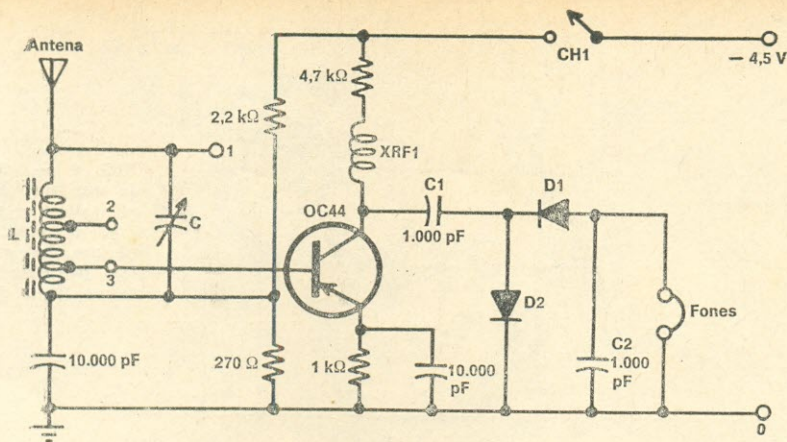 Antena
CH1
— 4,5 V
4,7 kΩ
2,2 kΩ
XRF1
1
C1
D1
OC44
2
C
1.000 pF
L
3
D2
Fones
10.000 pF
270 Ω
1 kΩ
10.000
pF
C2
1.000
pF
0